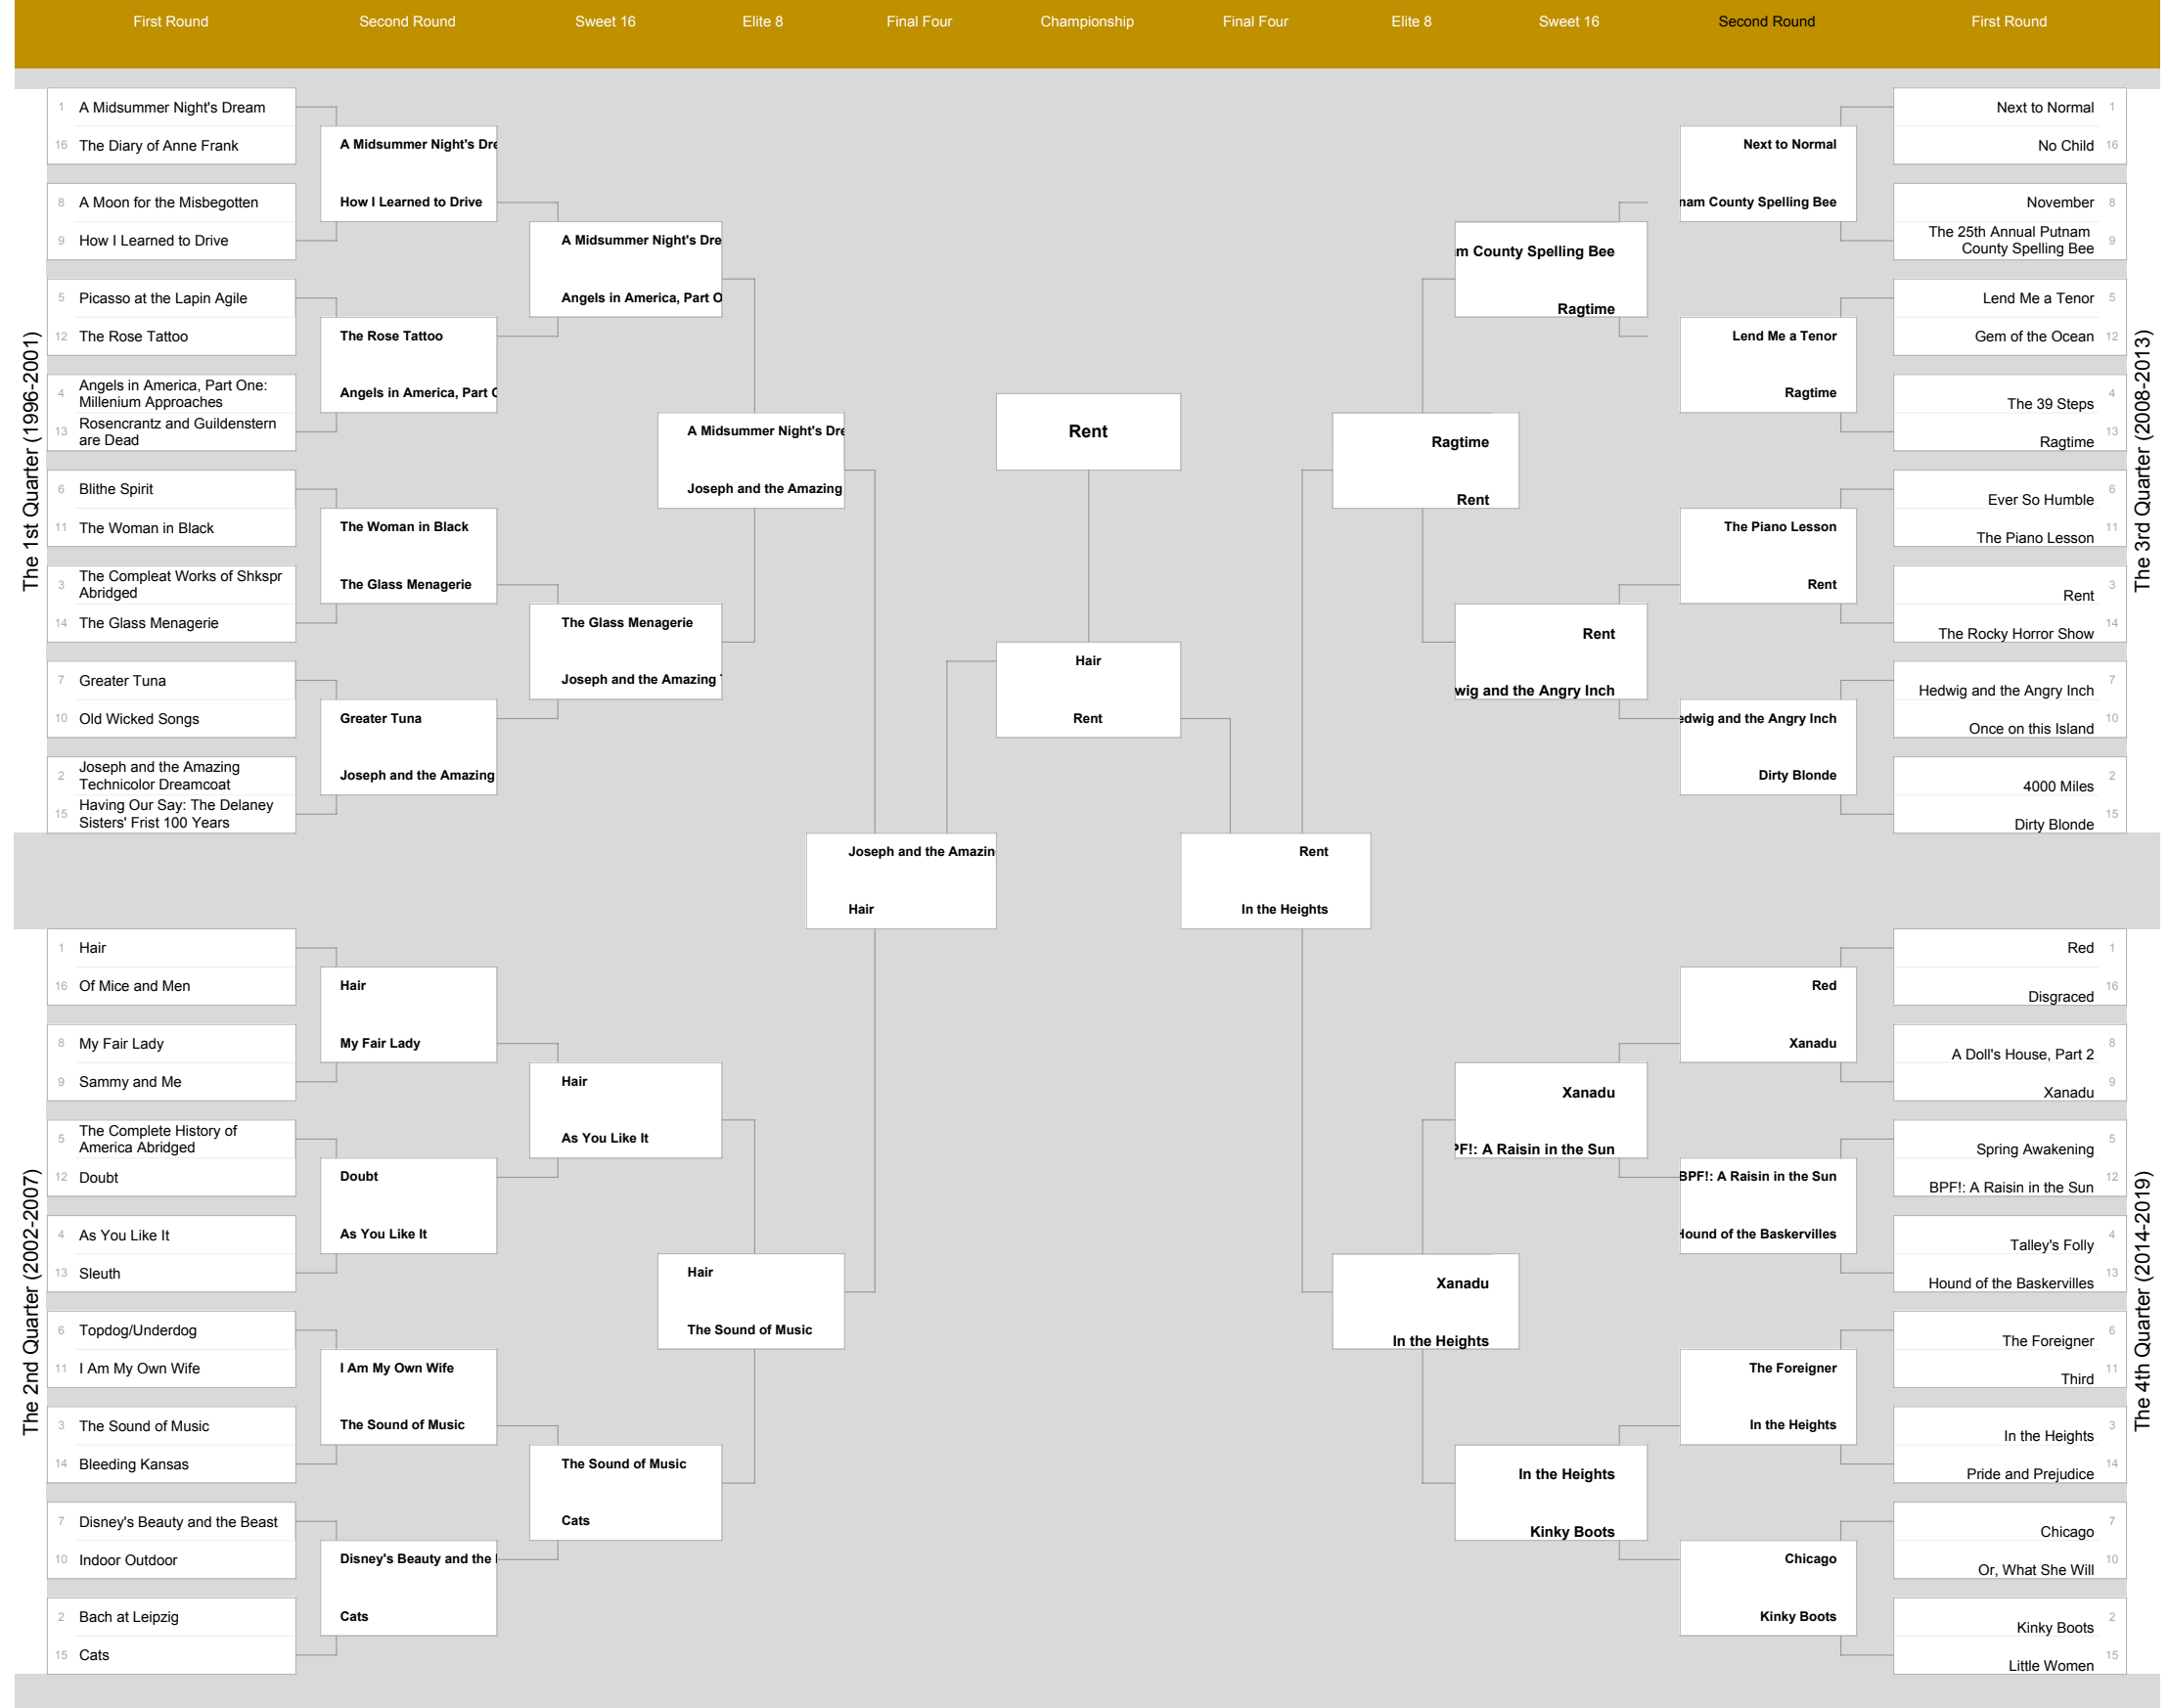 First Round
Second Round
Sweet 16
Elite 8
Final Four
Championship
Final Four
Elite 8
Sweet 16
Second Round
First Round
The 1st Quarter (1996-2001)
1 A Midsummer Night's Dream
16 The Diary of Anne Frank
8 A Moon for the Misbegotten
9 How I Learned to Drive
5 Picasso at the Lapin Agile
12 The Rose Tattoo
4 Angels in America, Part One:
Millenium Approaches
13 Rosencrantz and Guildenstern
are Dead
6 Blithe Spirit
11 The Woman in Black
3 The Compleat Works of Shkspr
Abridged
14 The Glass Menagerie
7 Greater Tuna
10 Old Wicked Songs
2 Joseph and the Amazing
Technicolor Dreamcoat
15 Having Our Say: The Delaney
Sisters' Frist 100 Years
A Midsummer Night's Dre
How I Learned to Drive
The Rose Tattoo
Angels in America, Part O
The Woman in Black
The Glass Menagerie
Greater Tuna
Joseph and the Amazing
A Midsummer Night's Dre
Angels in America, Part O
The Glass Menagerie
Joseph and the Amazing
A Midsummer Night's Dre
Joseph and the Amazing
The 2nd Quarter (2002-2007)
1 Hair
16 Of Mice and Men
8 My Fair Lady
9 Sammy and Me
5 The Complete History of
America Abridged
12 Doubt
4 As You Like It
13 Sleuth
6 Topdog/Underdog
11 I Am My Own Wife
3 The Sound of Music
14 Bleeding Kansas
7 Disney's Beauty and the Beast
10 Indoor Outdoor
2 Bach at Leipzig
15 Cats
Hair
My Fair Lady
Doubt
As You Like It
I Am My Own Wife
The Sound of Music
Disney's Beauty and the
Cats
Hair
As You Like It
The Sound of Music
Cats
Hair
The Sound of Music
Joseph and the Amazin
Hair
Rent
Hair
Rent
Rent
In the Heights
Ragtime
Rent
m County Spelling Bee
Ragtime
Rent
wig and the Angry Inch
Next to Normal
nam County Spelling Bee
Lend Me a Tenor
Ragtime
The Piano Lesson
Rent
edwig and the Angry Inch
Dirty Blonde
Next to Normal 1
No Child 16
November 8
The 25th Annual Putnam
County Spelling Bee 9
Lend Me a Tenor 5
Gem of the Ocean 12
The 39 Steps 4
Ragtime 13
Ever So Humble 6
The Piano Lesson 11
Rent 3
The Rocky Horror Show 14
Hedwig and the Angry Inch 7
Once on this Island 10
4000 Miles 2
Dirty Blonde 15
The 3rd Quarter (2008-2013)
Xanadu
In the Heights
Xanadu
PF!: A Raisin in the Sun
In the Heights
Kinky Boots
Red
Xanadu
BPF!: A Raisin in the Sun
Hound of the Baskervilles
The Foreigner
In the Heights
Chicago
Kinky Boots
Red 1
Disgraced 16
A Doll's House, Part 2 8
Xanadu 9
Spring Awakening 5
BPF!: A Raisin in the Sun 12
Talley's Folly 4
Hound of the Baskervilles 13
The Foreigner 6
Third 11
In the Heights 3
Pride and Prejudice 14
Chicago 7
Or, What She Will 10
Kinky Boots 2
Little Women 15
The 4th Quarter (2014-2019)